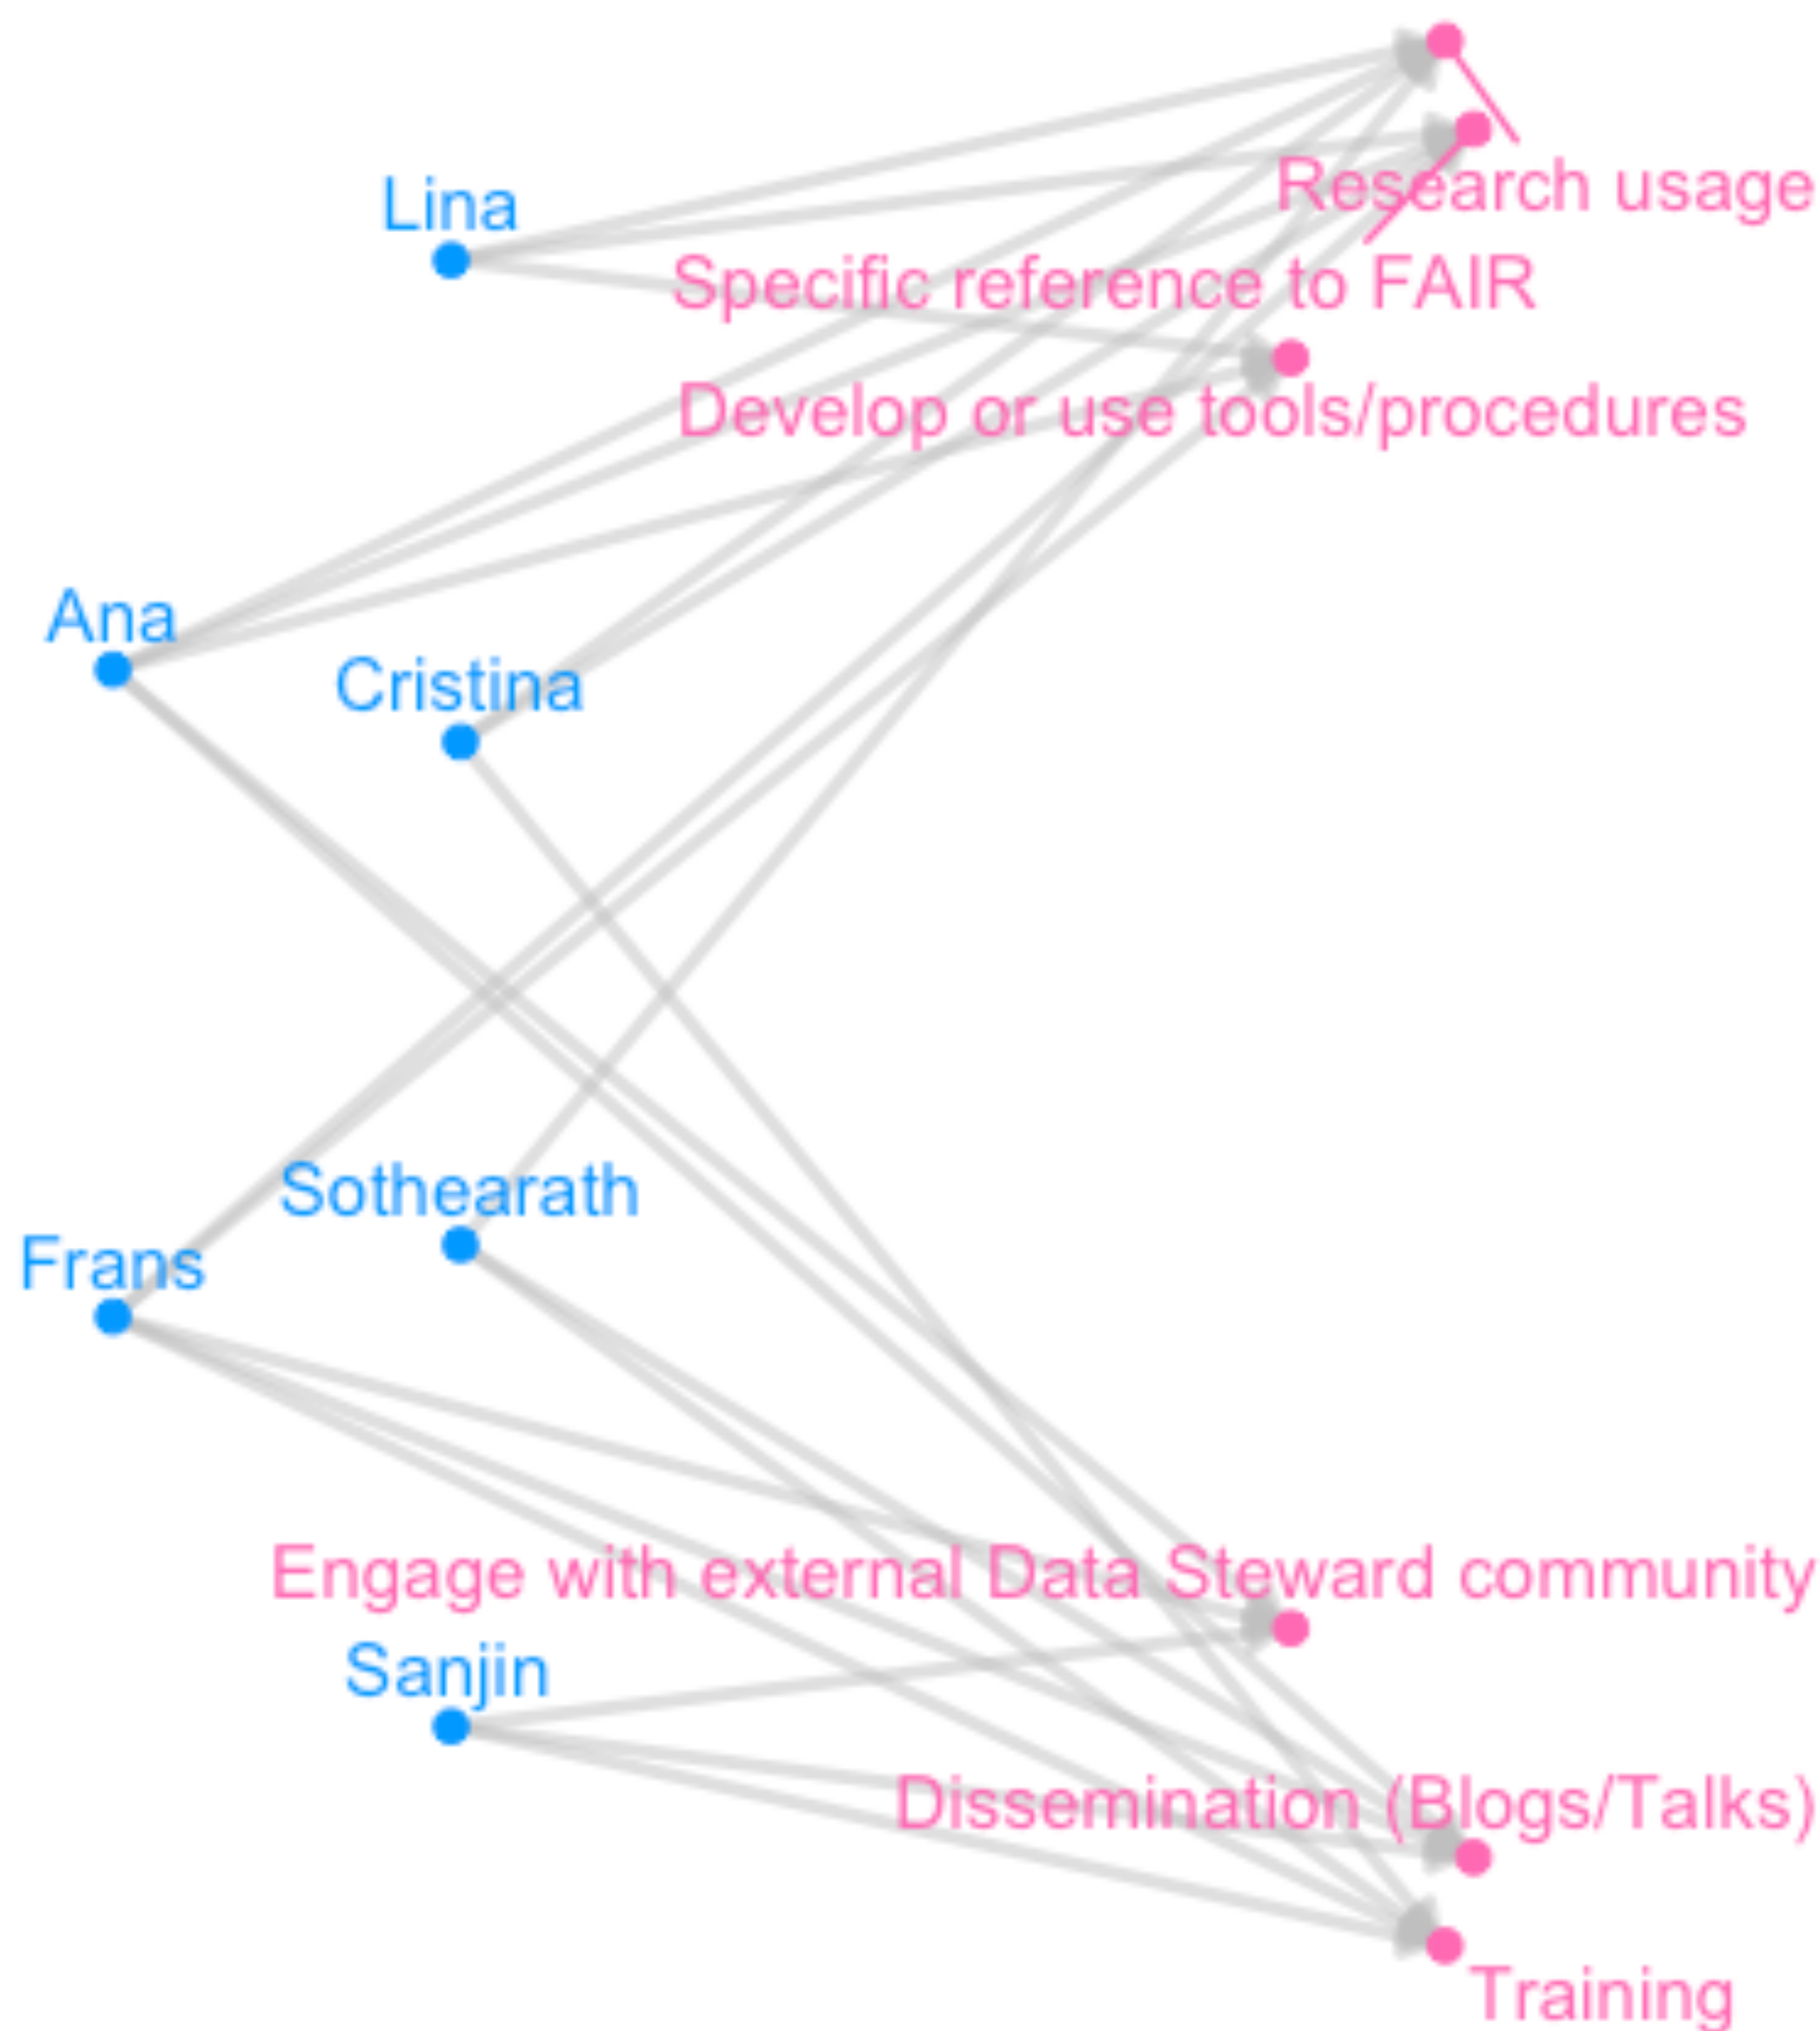 Lina
Research usage
Specific reference to FAIR
Develop or use tools/procedures
Ana
Cristina
Sothearath
Frans
Engage with external Data Steward community
Sanjin
Dissemination (Blogs/Talks)
Training